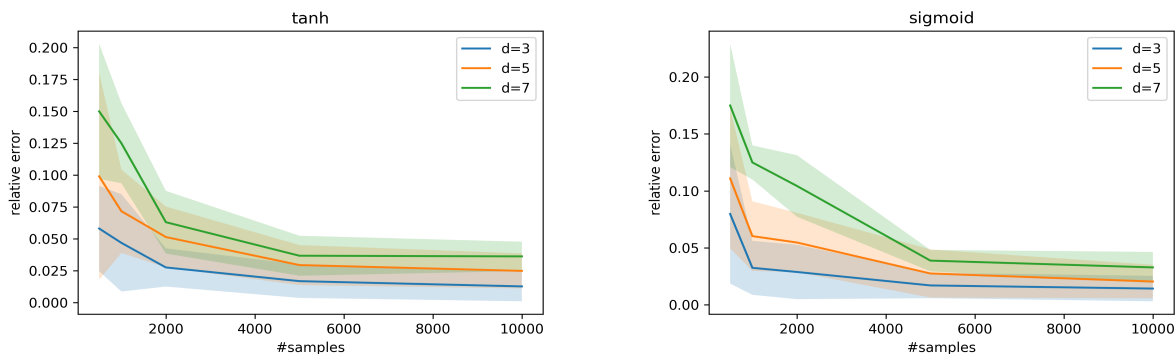 tanh
relative error
0.200
0.175
0.150
0.125
0.100
0.075
0.050
0.025
0.000
2000 4000 6000 8000 10000
#samples
d=3
d=5
d=7
sigmoid
relative error
0.20
0.15
0.10
0.05
0.00
2000 4000 6000 8000 10000
#samples
d=3
d=5
d=7